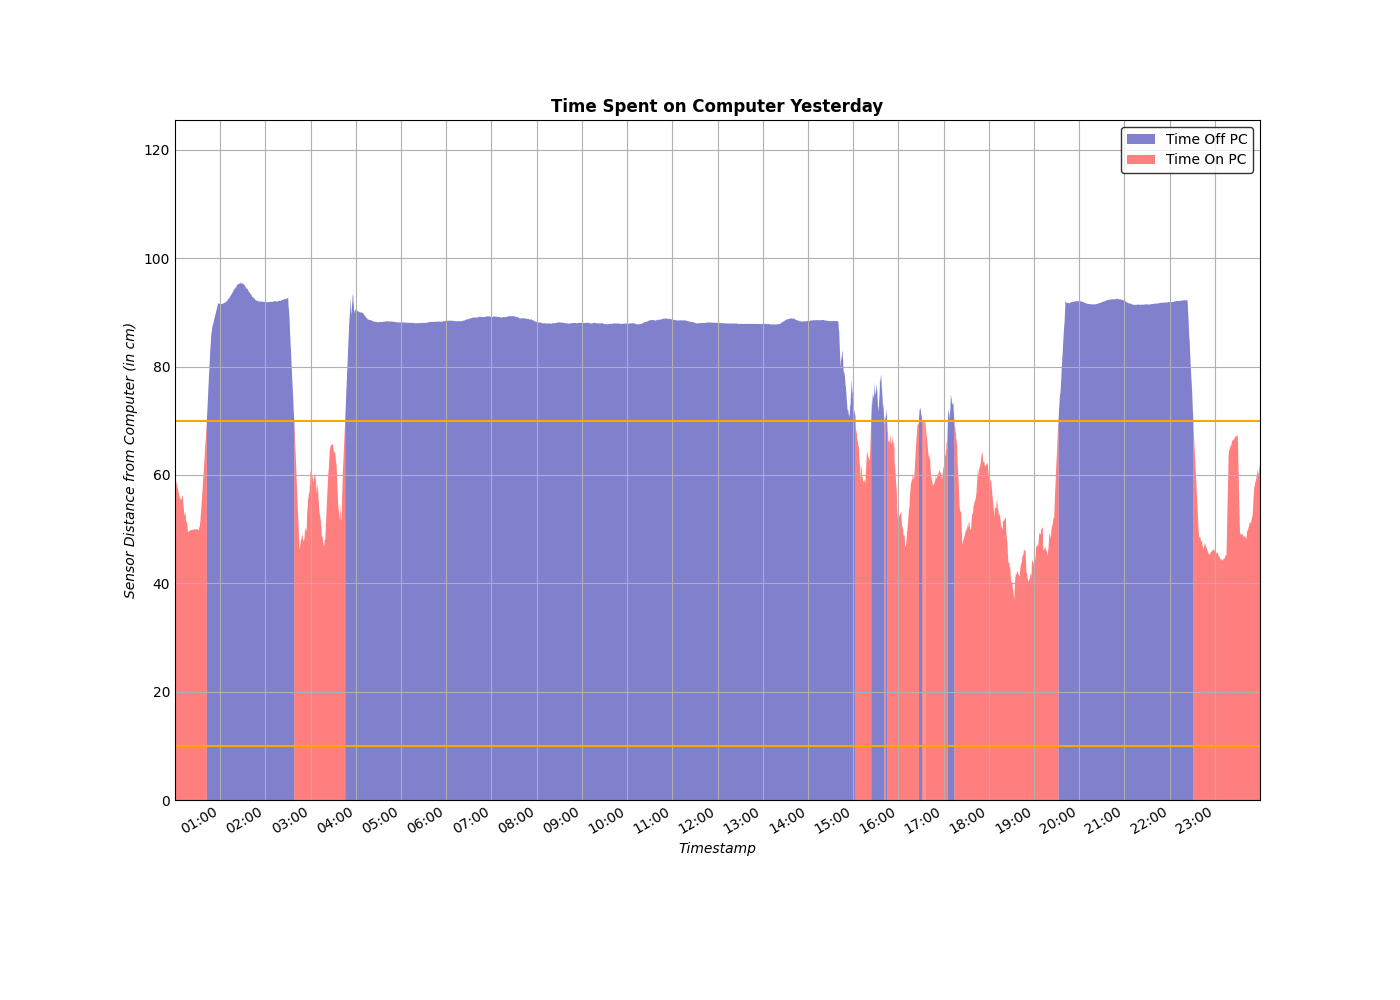 Time Spent on Computer Yesterday
Time Off PC
Time On PC
120
100
80
60
40
20
0
Sensor Distance from Computer (in cm)
01:00 02:00 03:00 04:00 05:00 06:00 07:00 08:00 09:00 10:00 11:00 12:00 13:00 14:00 15:00 16:00 17:00 18:00 19:00 20:00 21:00 22:00 23:00
Timestamp